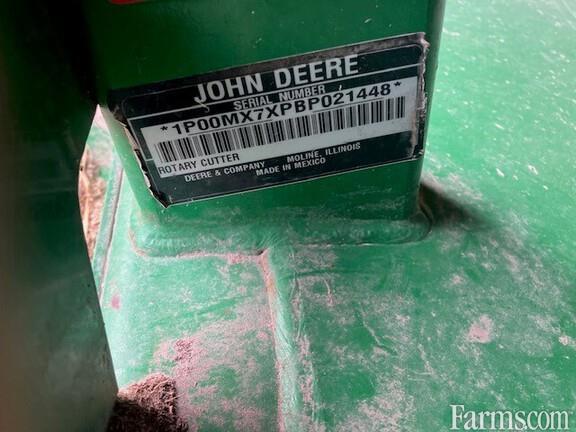 JOHN DEERE
SERIAL NUMBER
*1P00MX7XPBP021448*
ROTARY CUTTER
DEERE & COMPANY MOLINE, ILLINOIS
MADE IN MEXICO
Farms.com